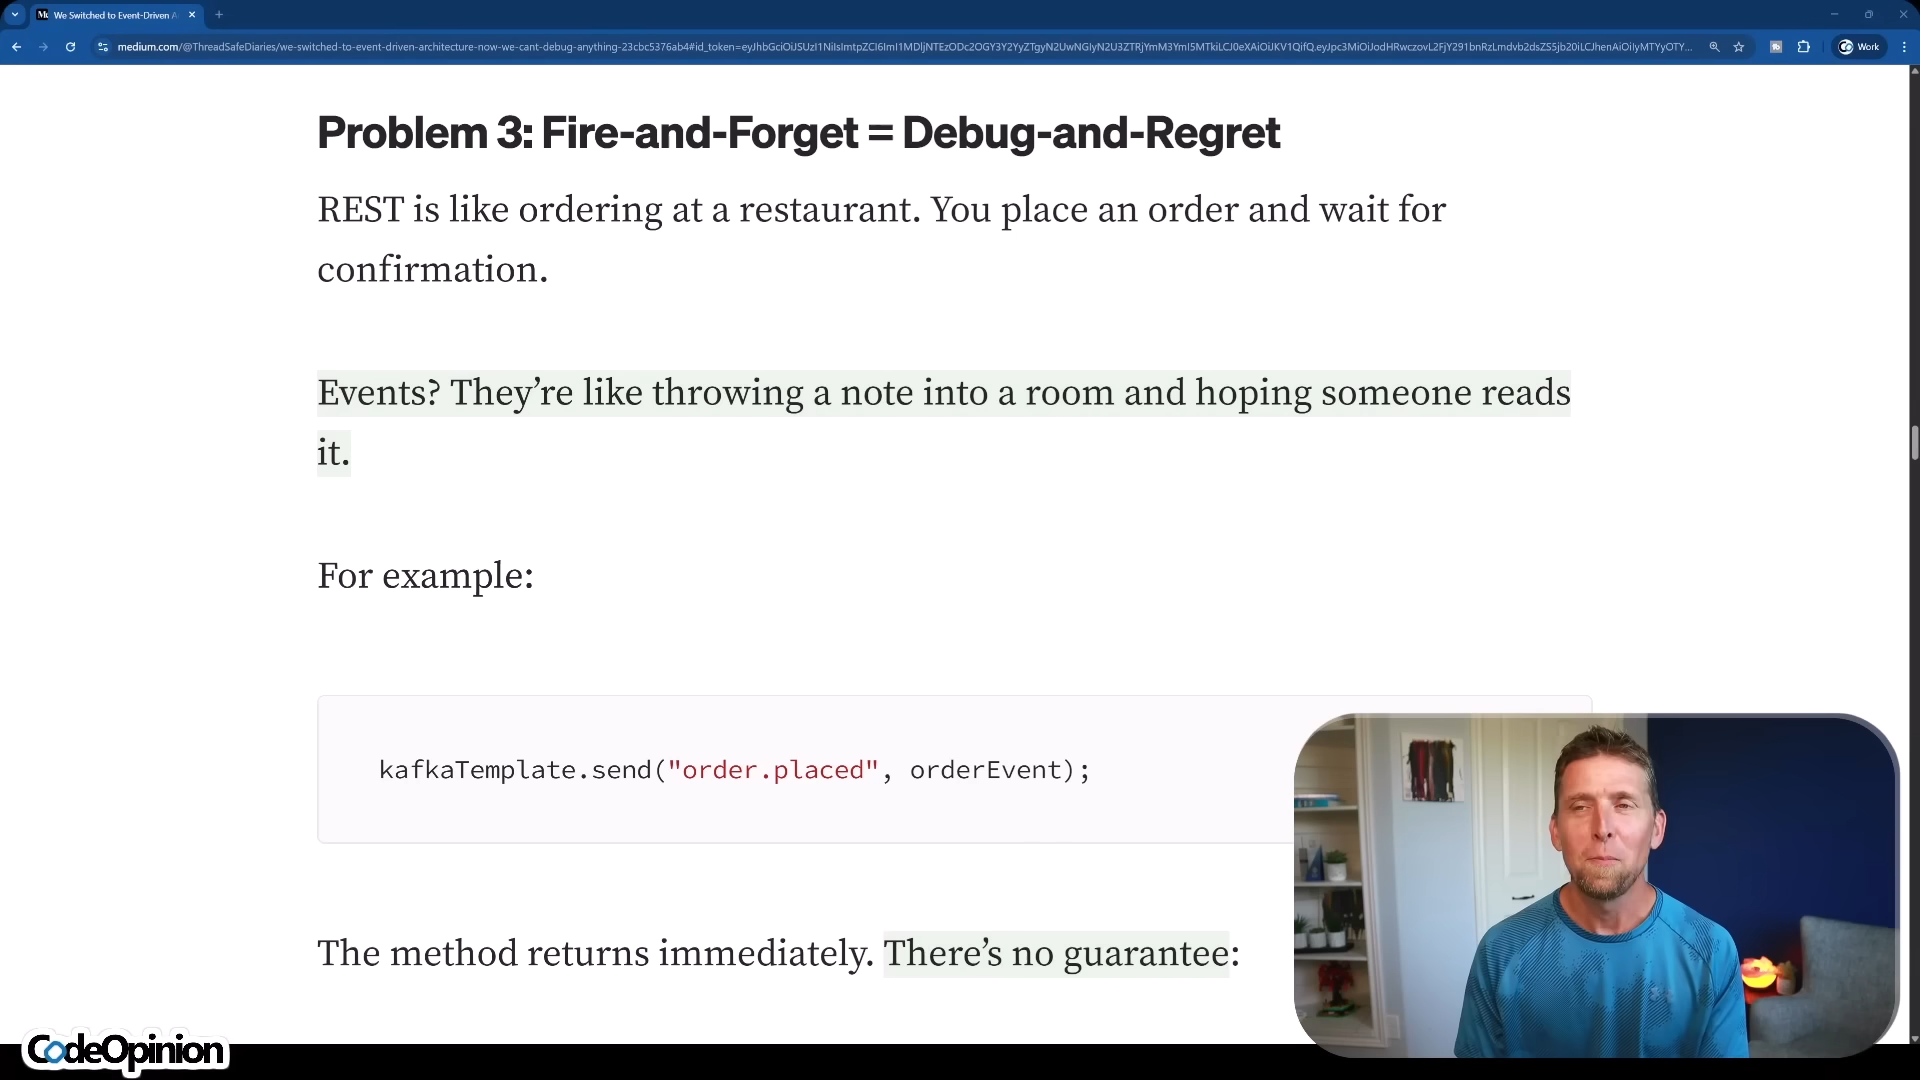 We Switched to Event-Driven A
medium.com/@ThreadSafeDiaries/we-switched-to-event-driven-architecture-now-we-cant-debug-anything-23cbc5376ab4#id_token=
Work
Problem 3: Fire-and-Forget = Debug-and-Regret
REST is like ordering at a restaurant. You place an order and wait for
confirmation.
Events? They’re like throwing a note into a room and hoping someone reads
it.
For example:
kafkaTemplate.send("order.placed", orderEvent);
The method returns immediately. There’s no guarantee:
CodeOpinion